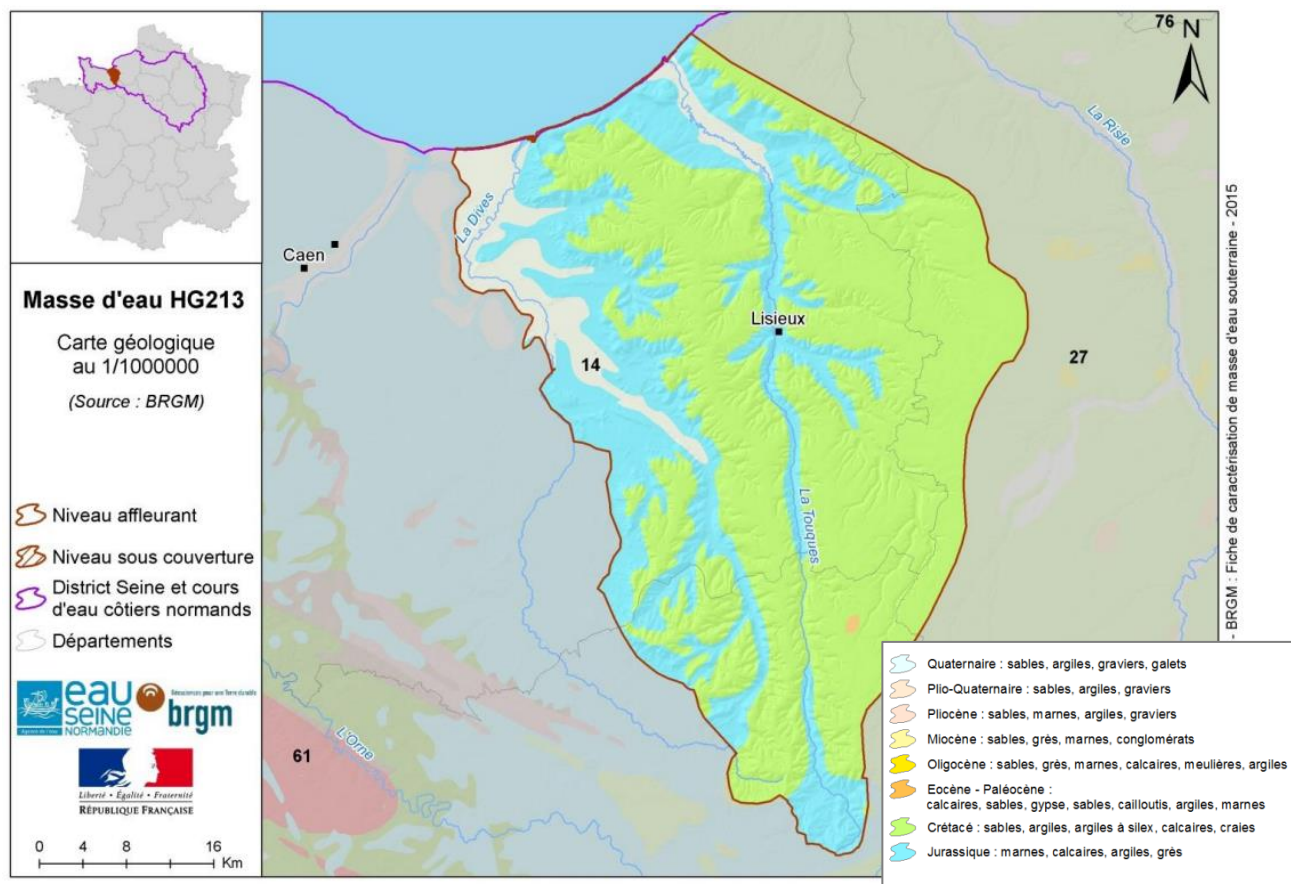 Masse d'eau HG213
Carte géologique
au 1/1000000
(Source : BRGM)
Niveau affleurant
Niveau sous couverture
District Seine et cours
d'eau côtiers normands
Départements
eau
SEINE
NORMANDIE
Géosciences pour une Terre durable
brgm
Liberté • Égalité • Fraternité
RÉPUBLIQUE FRANÇAISE
0 4 8 16
Km
76
N
La Risle
La Dives
Caen
Lisieux
14
27
La Touques
L'Orne
61
- BRGM : Fiche de caractérisation de masse d'eau souterraine - 2015
Quaternaire : sables, argiles, graviers, galets
Plio-Quaternaire : sables, argiles, graviers
Pliocène : sables, marnes, argiles, graviers
Miocène : sables, grès, marnes, conglomérats
Oligocène : sables, grès, marnes, calcaires, meulières, argiles
Eocène - Paléocène :
calcaires, sables, gypse, sables, cailloutis, argiles, marnes
Crétacé : sables, argiles, argiles à silex, calcaires, craies
Jurassique : marnes, calcaires, argiles, grès